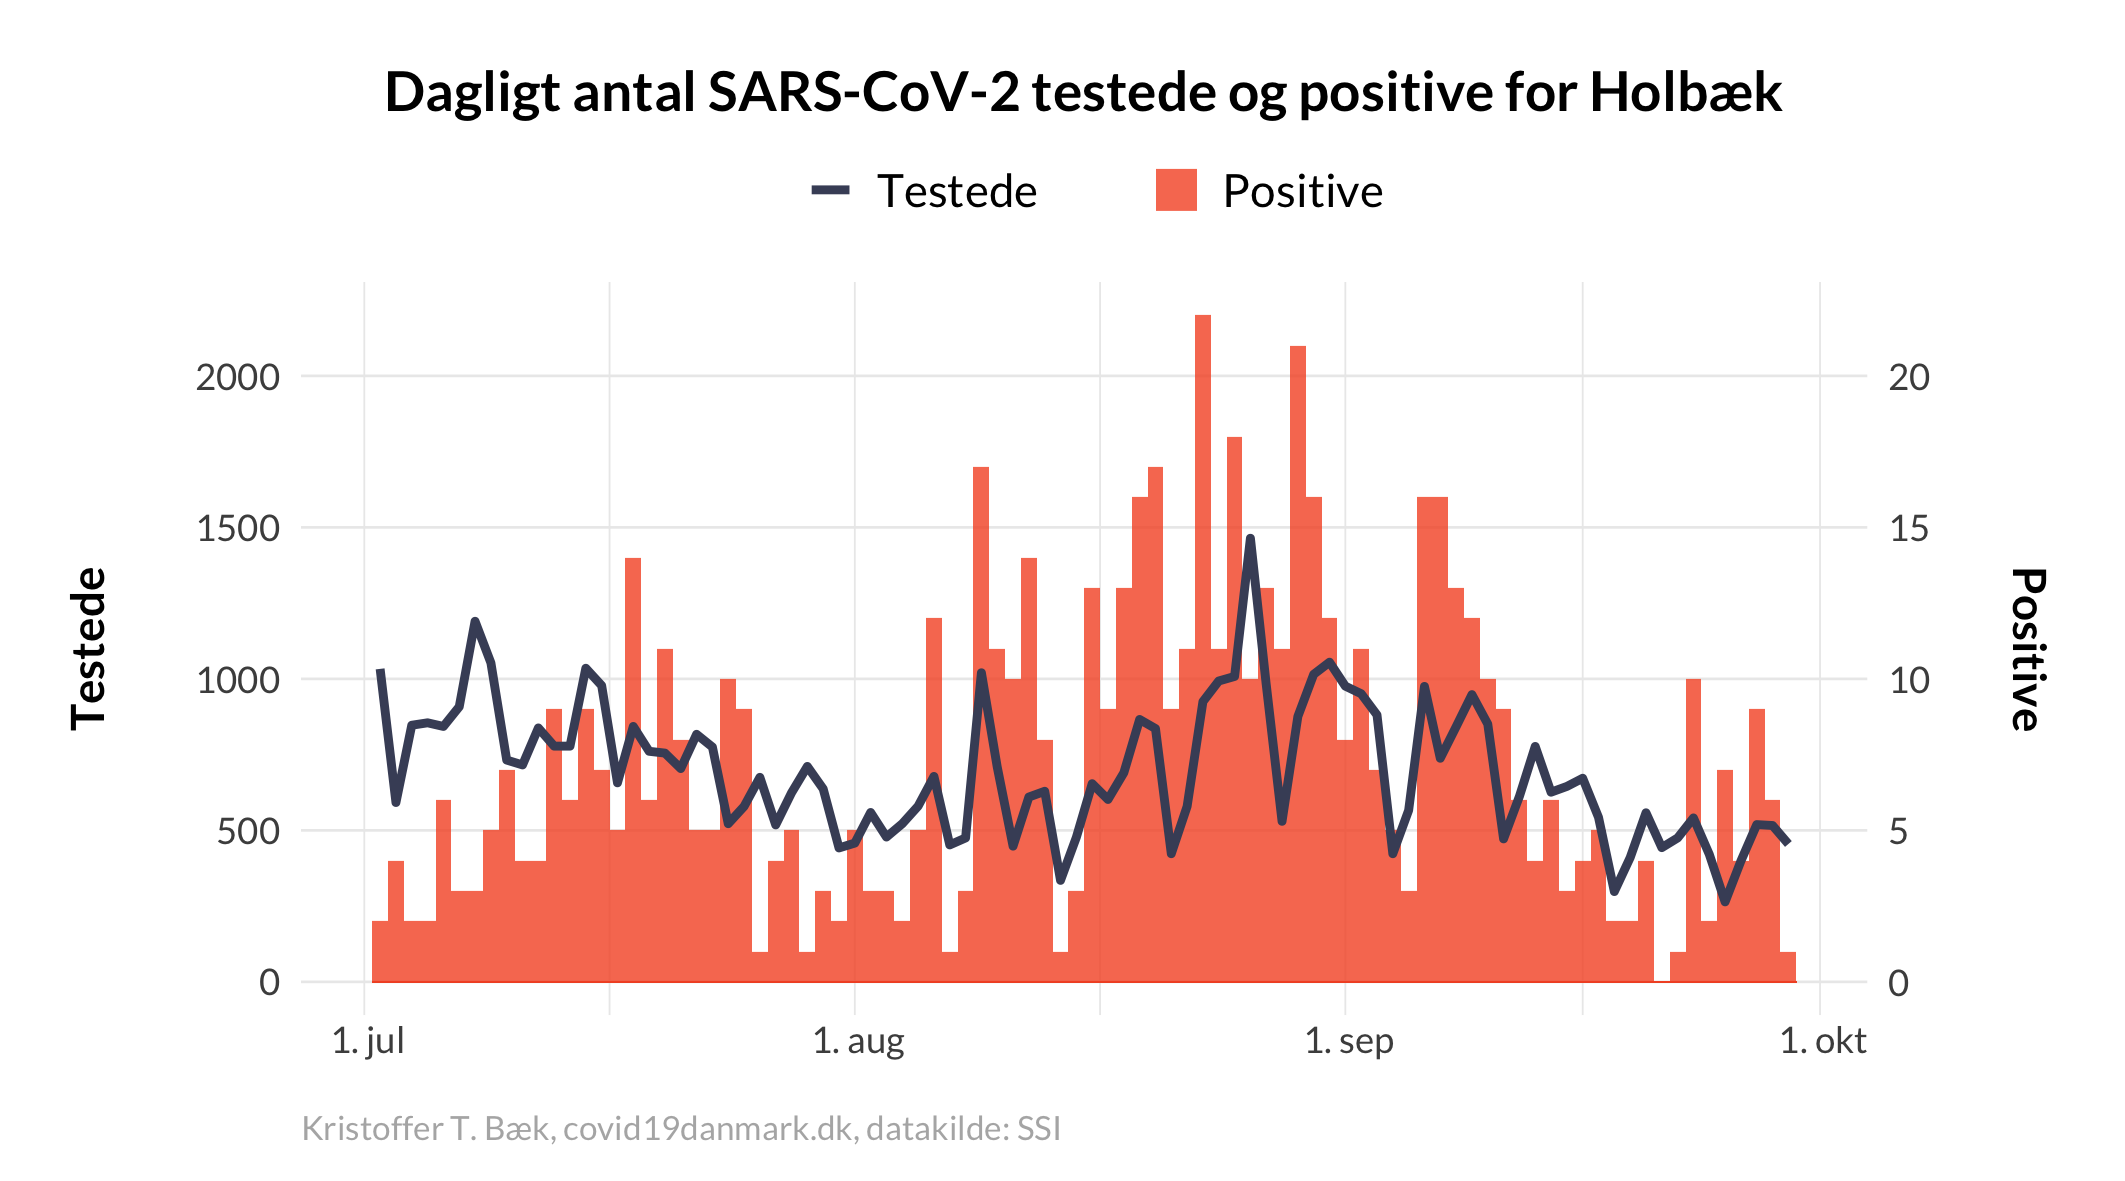 Dagligt antal SARS-CoV-2 testede og positive for Holbæk
Testede
Positive
Testede
2000
1500
1000
500
0
20
15
10
5
0
Positive
1. jul
1. aug
1. sep
1. okt
Kristoffer T. Bæk, covid19danmark.dk, datakilde: SSI